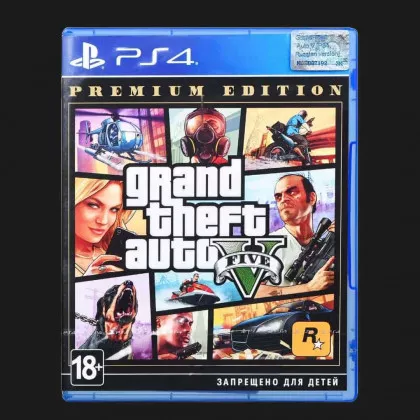 PS4
PREMIUM EDITION
grand
theft
auto
V
FIVE
R
18+
ЗАПРЕЩЕНО ДЛЯ ДЕТЕЙ